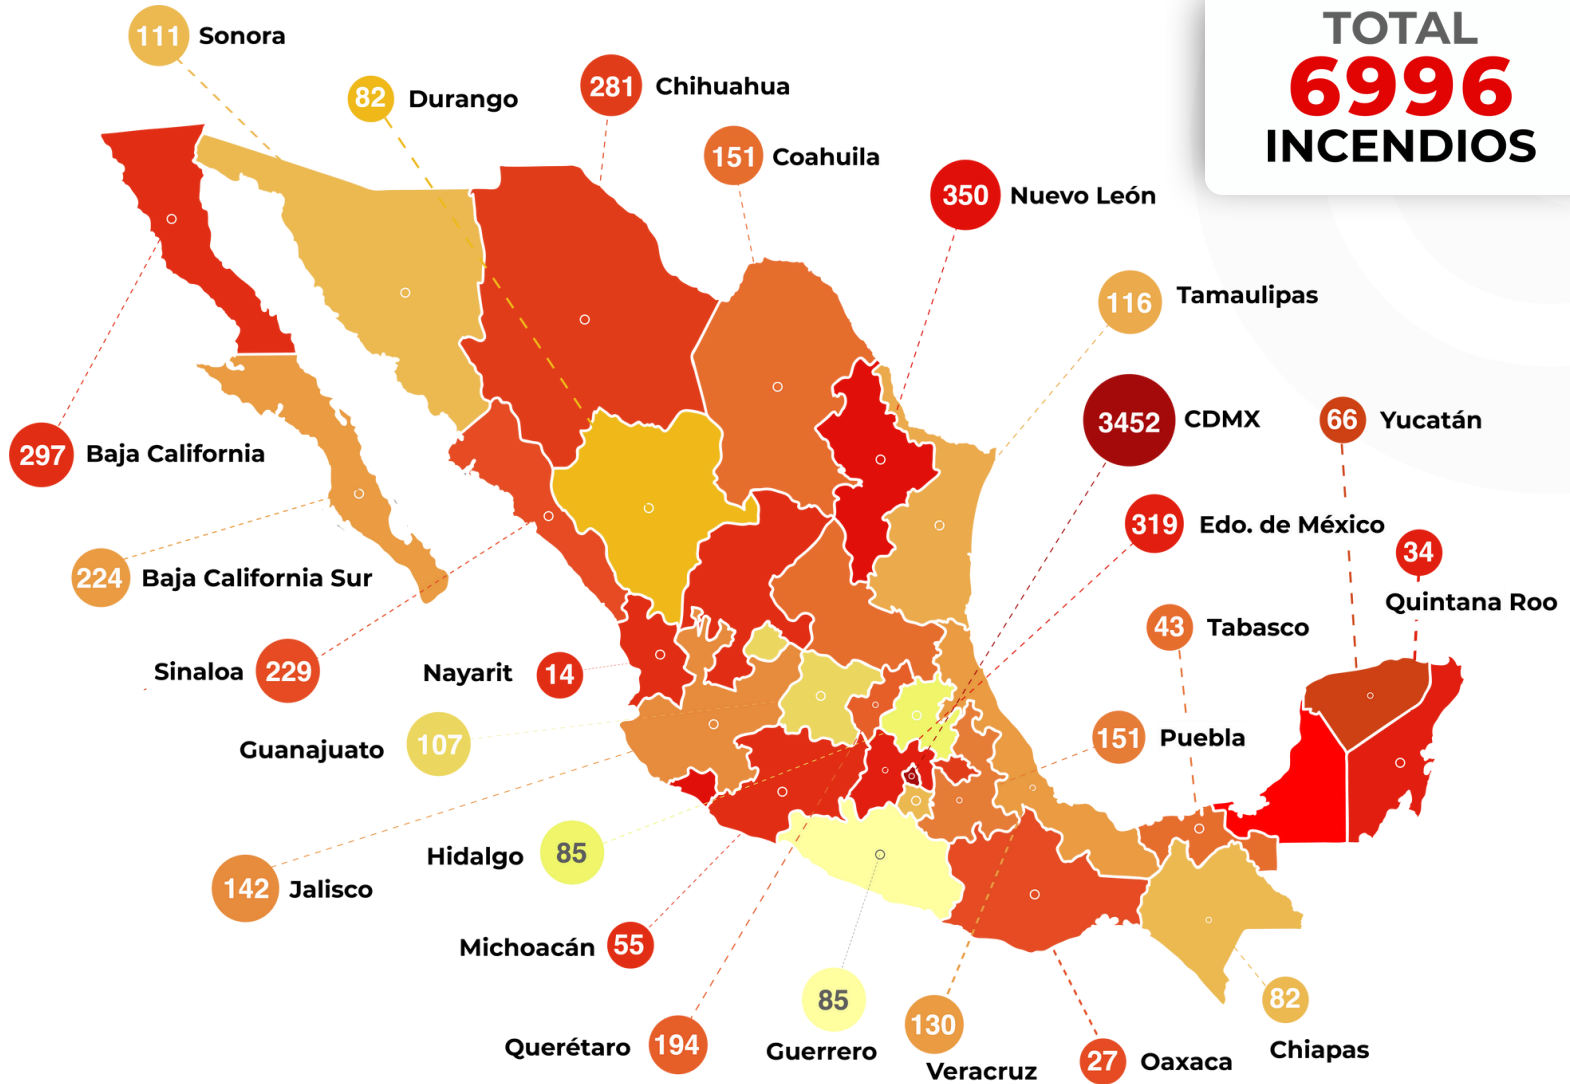 TOTAL
6996
INCENDIOS
111 Sonora
82 Durango
281 Chihuahua
151 Coahuila
350 Nuevo León
116 Tamaulipas
3452 CDMX
66 Yucatán
297 Baja California
319 Edo. de México
34
Quintana Roo
224 Baja California Sur
43 Tabasco
Sinaloa 229
Nayarit 14
Guanajuato 107
151 Puebla
Hidalgo 85
142 Jalisco
Michoacán 55
85
Guerrero
Querétaro 194
130
Veracruz
27 Oaxaca
82
Chiapas